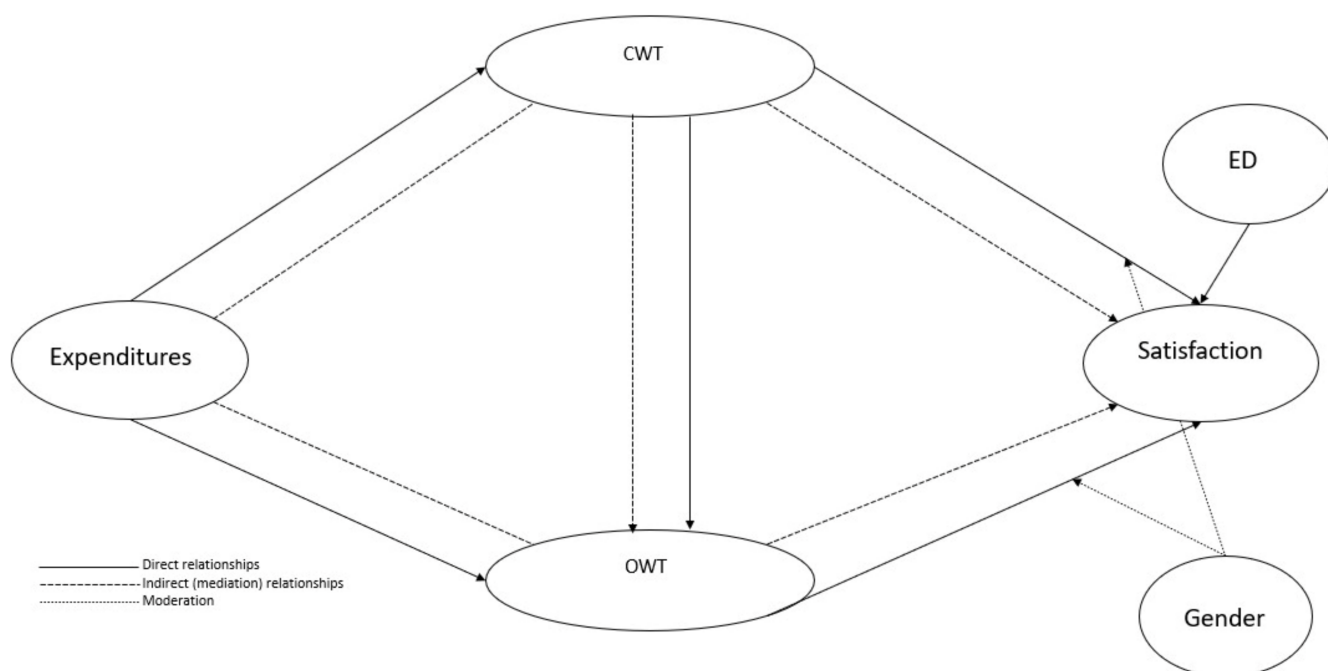 CWT
ED
Expenditures
Satisfaction
OWT
Direct relationships
Indirect (mediation) relationships
Moderation
Gender